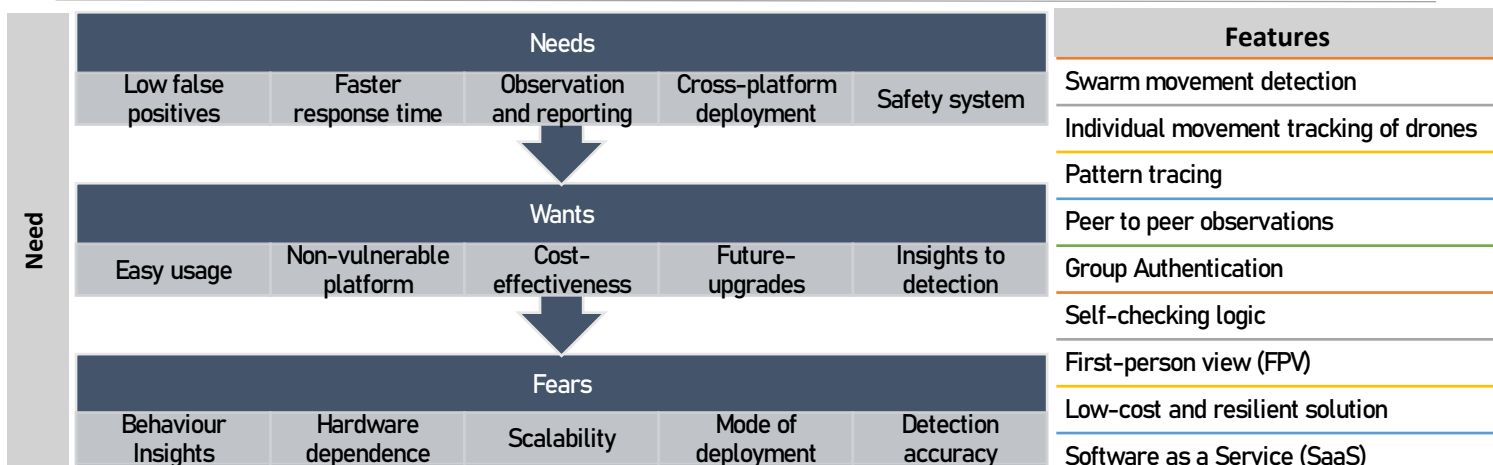 Need
Needs
Low false
positives
Faster
response time
Observation
and reporting
Cross-platform
deployment
Safety system
Wants
Easy usage
Non-vulnerable
platform
Cost-
effectiveness
Future-
upgrades
Insights to
detection
Fears
Behaviour
Insights
Hardware
dependence
Scalability
Mode of
deployment
Detection
accuracy
Features
Swarm movement detection
Individual movement tracking of drones
Pattern tracing
Peer to peer observations
Group Authentication
Self-checking logic
First-person view (FPV)
Low-cost and resilient solution
Software as a Service (SaaS)